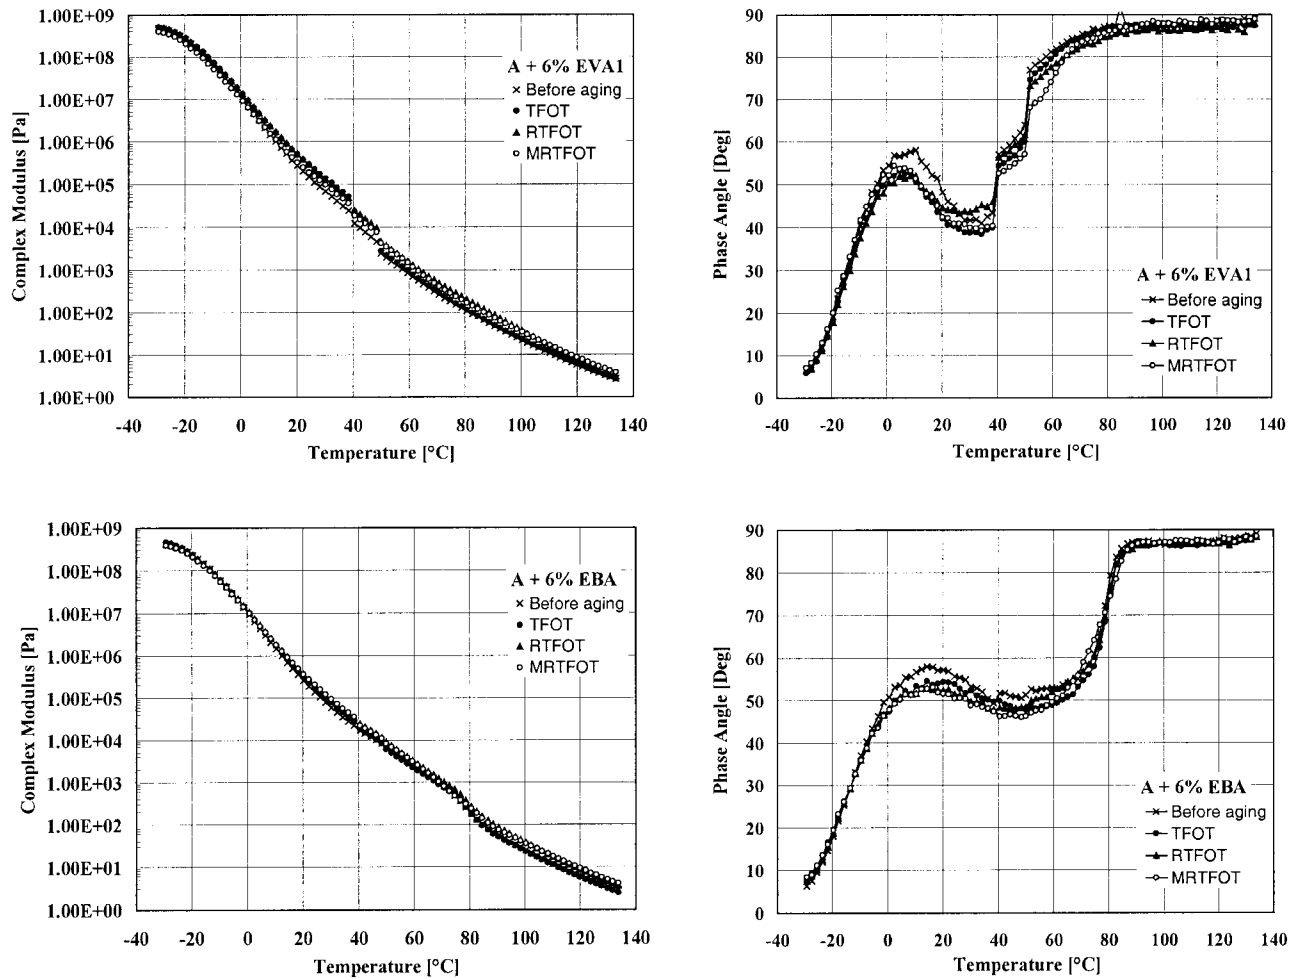 1.00E+09
1.00E+08
1.00E+07
1.00E+06
1.00E+05
1.00E+04
1.00E+03
1.00E+02
1.00E+01
1.00E+00
Complex Modulus [Pa]
A + 6% EVA1
Before aging
TFOT
RTFOT
MRTFOT
-40 -20 0 20 40 60 80 100 120 140
Temperature [°C]
90
80
70
60
50
40
30
20
10
0
Phase Angle [Deg]
A + 6% EVA1
Before aging
TFOT
RTFOT
MRTFOT
-40 -20 0 20 40 60 80 100 120 140
Temperature [°C]
1.00E+09
1.00E+08
1.00E+07
1.00E+06
1.00E+05
1.00E+04
1.00E+03
1.00E+02
1.00E+01
1.00E+00
Complex Modulus [Pa]
A + 6% EBA
Before aging
TFOT
RTFOT
MRTFOT
-40 -20 0 20 40 60 80 100 120 140
Temperature [°C]
90
80
70
60
50
40
30
20
10
0
Phase Angle [Deg]
A + 6% EBA
Before aging
TFOT
RTFOT
MRTFOT
-40 -20 0 20 40 60 80 100 120 140
Temperature [°C]